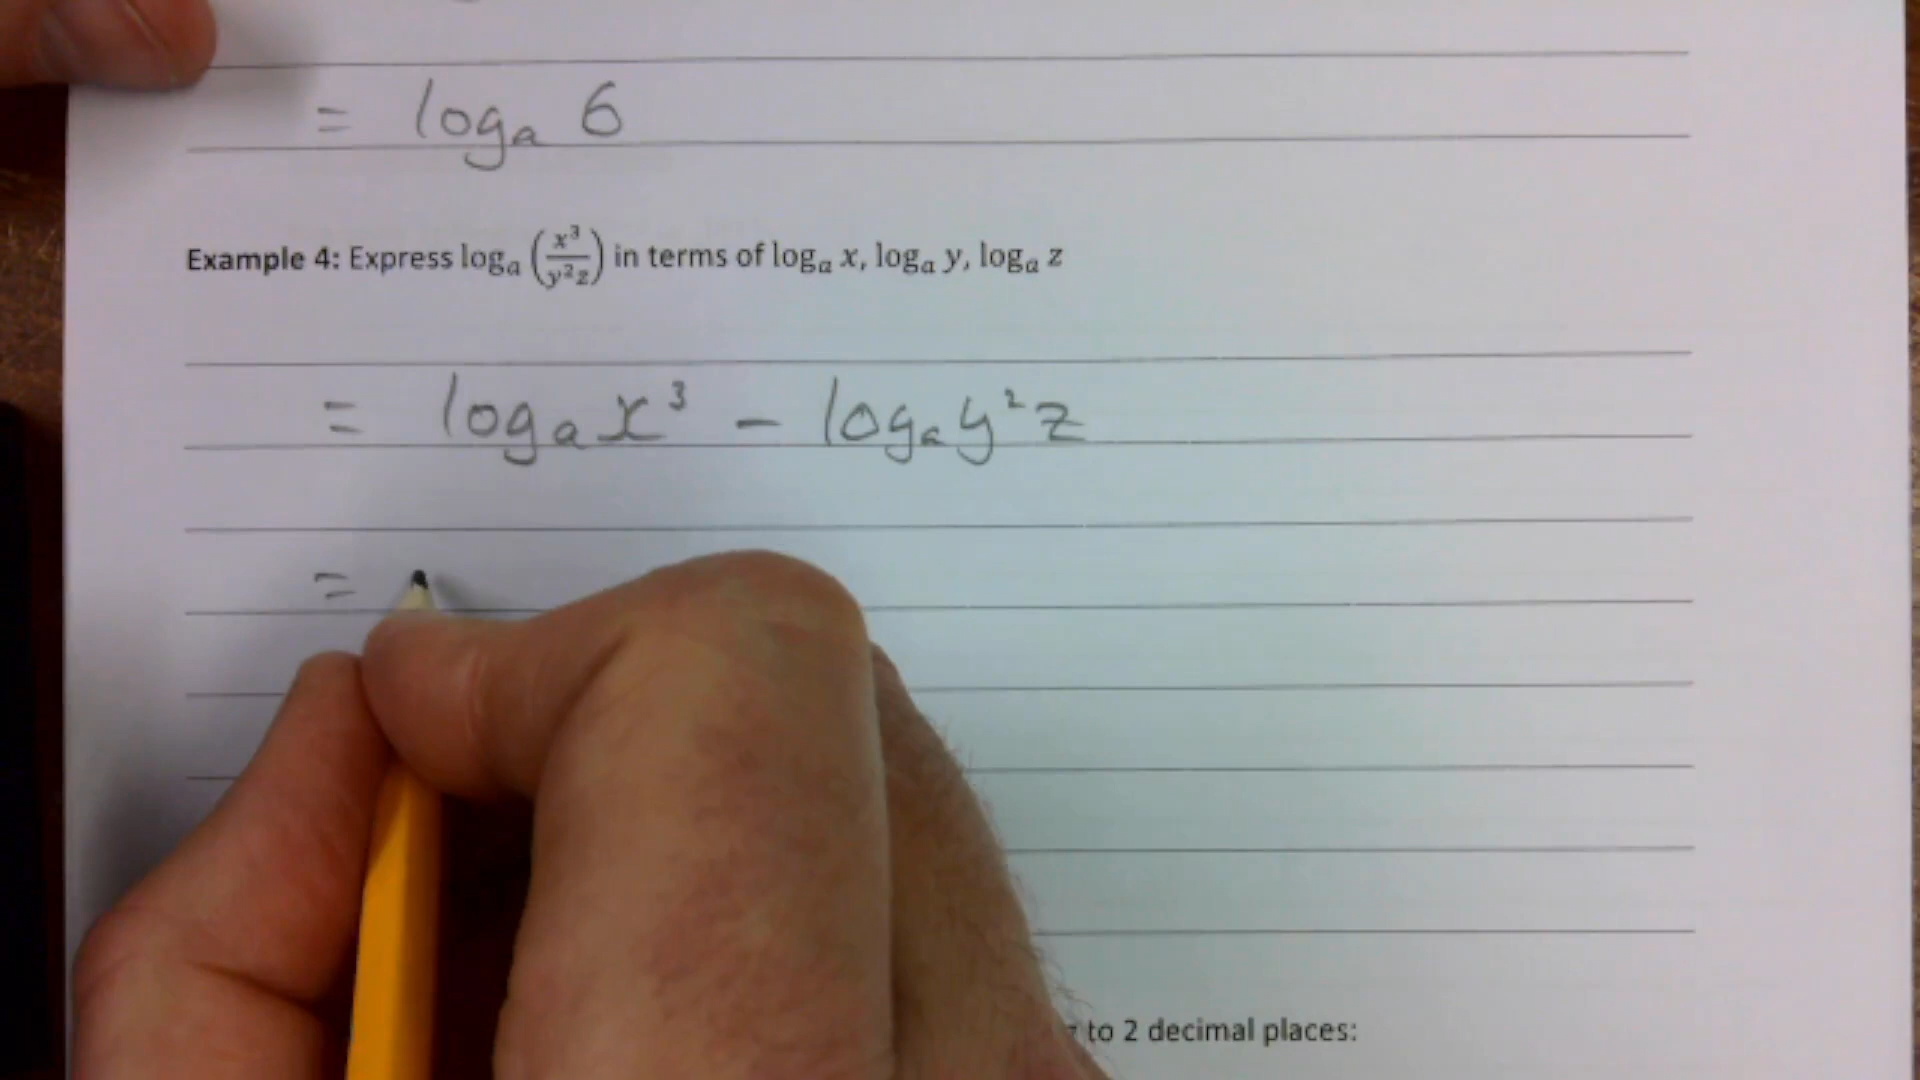 = logₐ 6
Example 4: Express logₐ (x³/y²z) in terms of logₐ x, logₐ y, logₐ z
= logₐ x³ – logₐ y²z
=
to 2 decimal places: